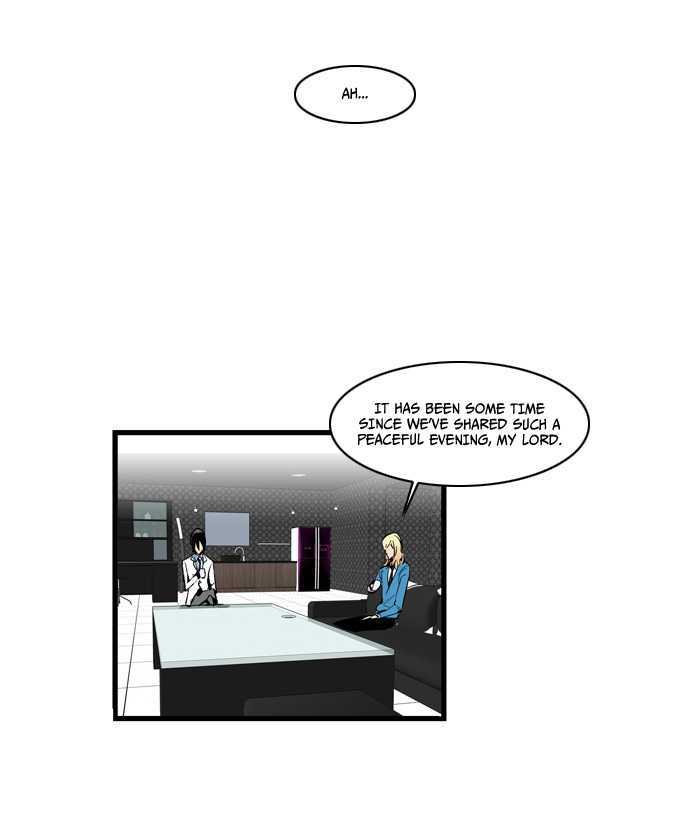 AH...
IT HAS BEEN SOME TIME
SINCE WE'VE SHARED SUCH A
PEACEFUL EVENING, MY LORD.